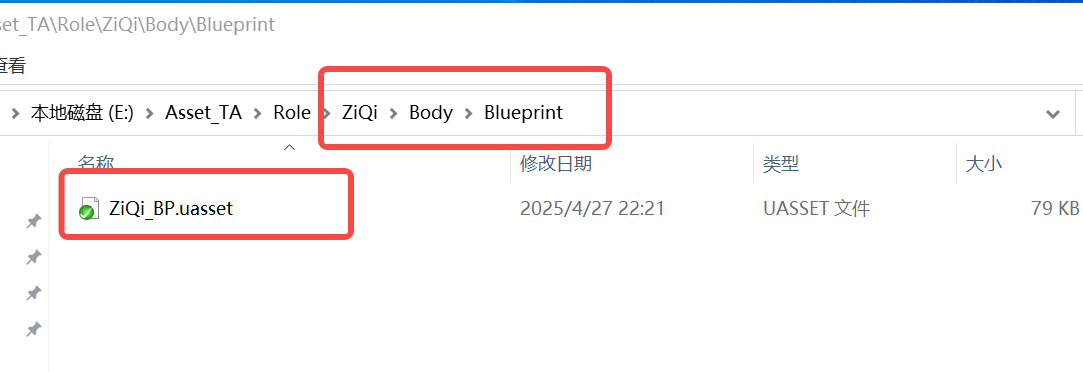 set_TA\Role\ZiQi\Body\Blueprint
查看
本地磁盘 (E:) Asset_TA Role ZiQi Body Blueprint
名称 修改日期 类型 大小
ZiQi_BP.uasset 2025/4/27 22:21 UASSET 文件 79 KB